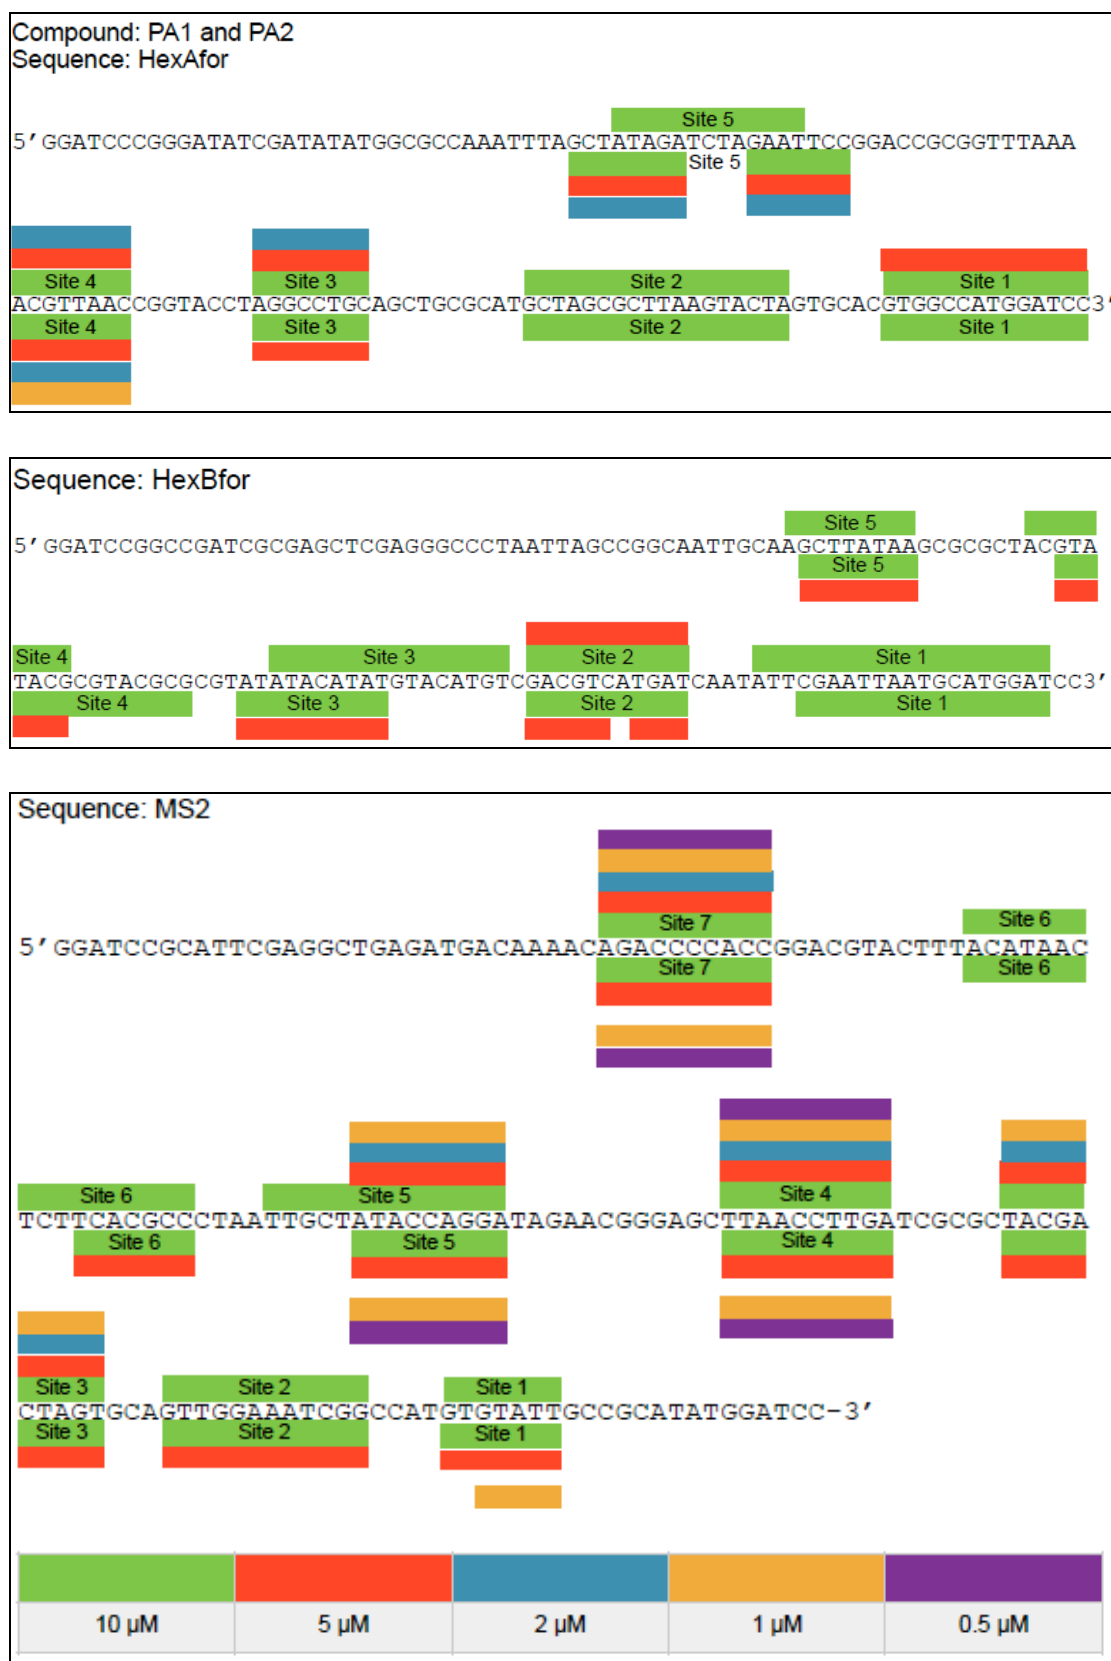 Compound: PA1 and PA2
Sequence: HexAfor
Site 5
5'GGATCCCGGGATATCGATATATGGCGCCAAATTTAGCTATAGATCTAGAATTCCGGACCGCGGTTTAAA
Site 5
Site 4 Site 3 Site 2 Site 1
ACGTTAACCGGTACCTAGGCCTGCAGCTGCGCATGCTAGCGCTTAAGTACTAGTGCACGTGGCCATGGATCC3'
Site 4 Site 3 Site 2 Site 1
Sequence: HexBfor
Site 5
5'GGATCCGGCCGATCGCGAGCTCGAGGGCCCTAATTAGCCGGCAATTGCAAGCTTATAAGCGCGCTACGTA
Site 5
Site 4 Site 3 Site 2 Site 1
TACGCGTACGCGCGTATATACATATGTACATGTCGACGTCATGATCAATATTCGAATTAATGCATGGATCC3'
Site 4 Site 3 Site 2 Site 1
Sequence: MS2
Site 7 Site 6
5'GGATCCGCATTCGAGGCTGAGATGACAAAACAGACCCCACCGGACGTACTTTACATAAC
Site 7 Site 6
Site 6 Site 5 Site 4
TCTTCACGCCCTAATTGCTATACCAGGATAGAACGGGAGCTTAACCTTGATCGCGCTACGA
Site 6 Site 5 Site 4
Site 3 Site 2 Site 1
CTAGTGCAGTTGGAAATCGGCCATGTGTATTGCCGCATATGGATCC-3'
Site 3 Site 2 Site 1
10 µM 5 µM 2 µM 1 µM 0.5 µM